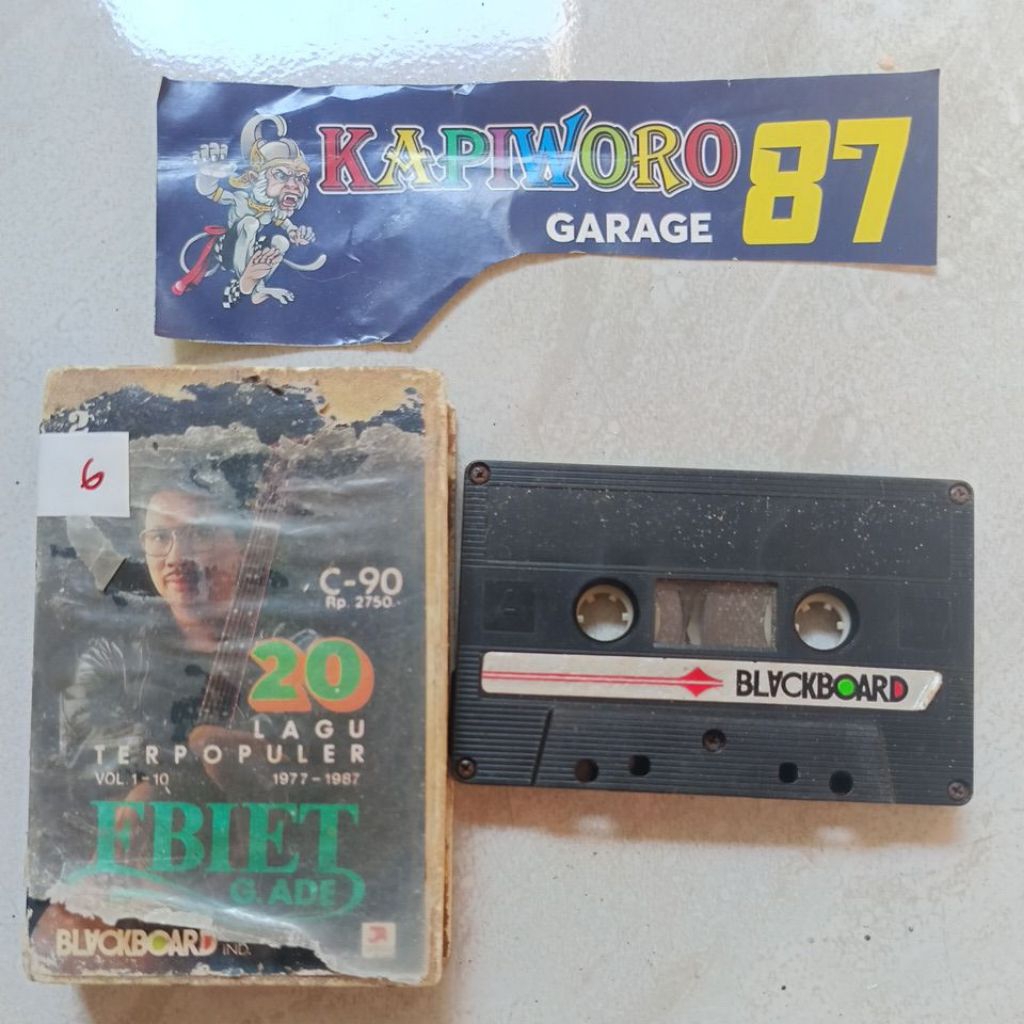 KAPIWORO 87
GARAGE
2
6
C-90
Rp. 2750.-
20
LAGU
TERPOPULER
VOL. 1-10 1977-1987
EBIET
G. ADE
BLACKBOARD IND.
BLACKBOARD